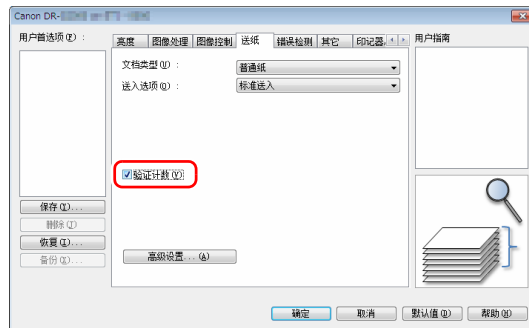 Canon DR-
用户首选项(F)：
亮度 图像处理 图像控制 送纸 错误检测 其它 印记器
用户指南
文档类型(U)： 普通纸
送入选项(Q)： 标准送入
验证计数(Y)
保存(T)...
删除(J)
恢复(I)...
备份(X)...
高级设置...(A)
确定 取消 默认值(D) 帮助(H)